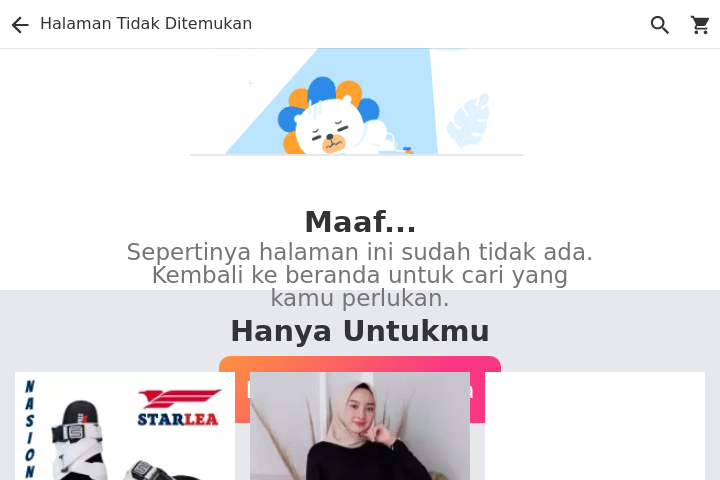 Halaman Tidak Ditemukan
Maaf...
Sepertinya halaman ini sudah tidak ada.
Kembali ke beranda untuk cari yang
kamu perlukan.
Hanya Untukmu
NASION
STARLEA